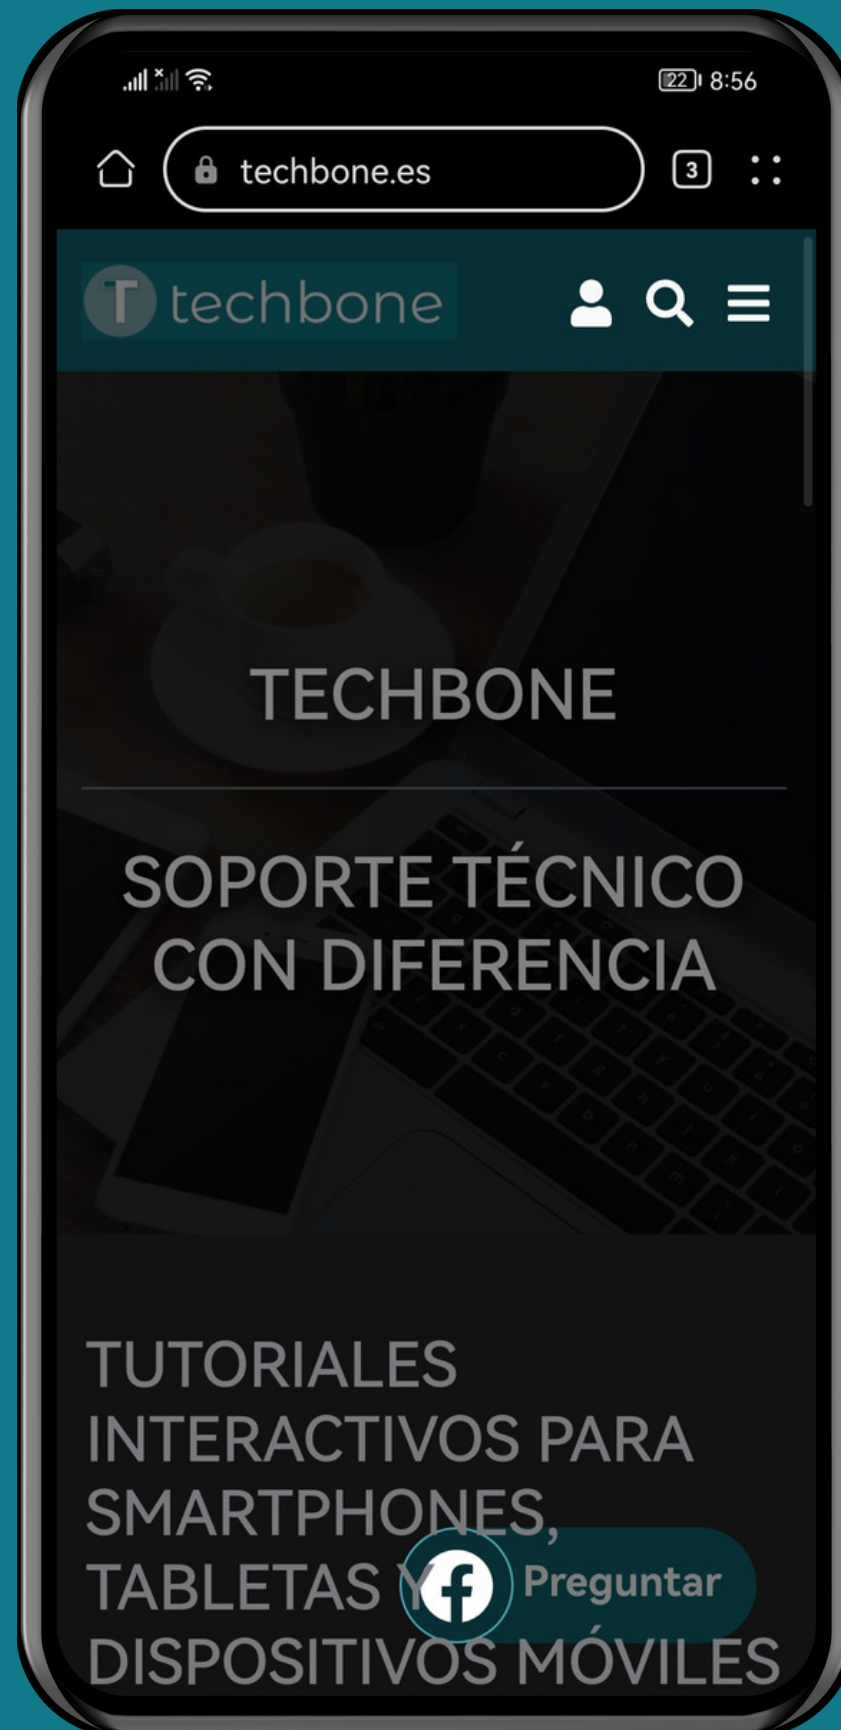 22 8:56
techbone.es 3
T techbone
TECHBONE
SOPORTE TÉCNICO
CON DIFERENCIA
TUTORIALES
INTERACTIVOS PARA
SMARTPHONES,
TABLETAS Y
Preguntar
DISPOSITIVOS MÓVILES